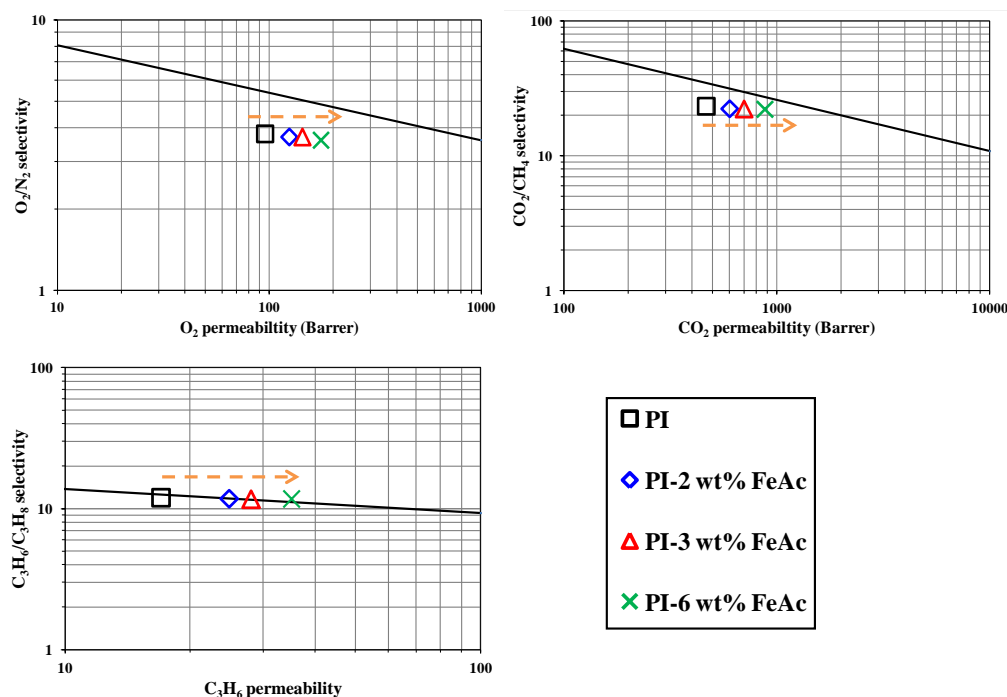 10
O₂/N₂ selectivity
1
10
100
1000
O₂ permeabiltity (Barrer)
100
CO₂/CH₄ selectivity
10
1
100
1000
10000
CO₂ permeabiltity (Barrer)
100
C₃H₆/C₃H₈ selectivity
10
1
10
100
C₃H₆ permeability
PI
PI-2 wt% FeAc
PI-3 wt% FeAc
PI-6 wt% FeAc